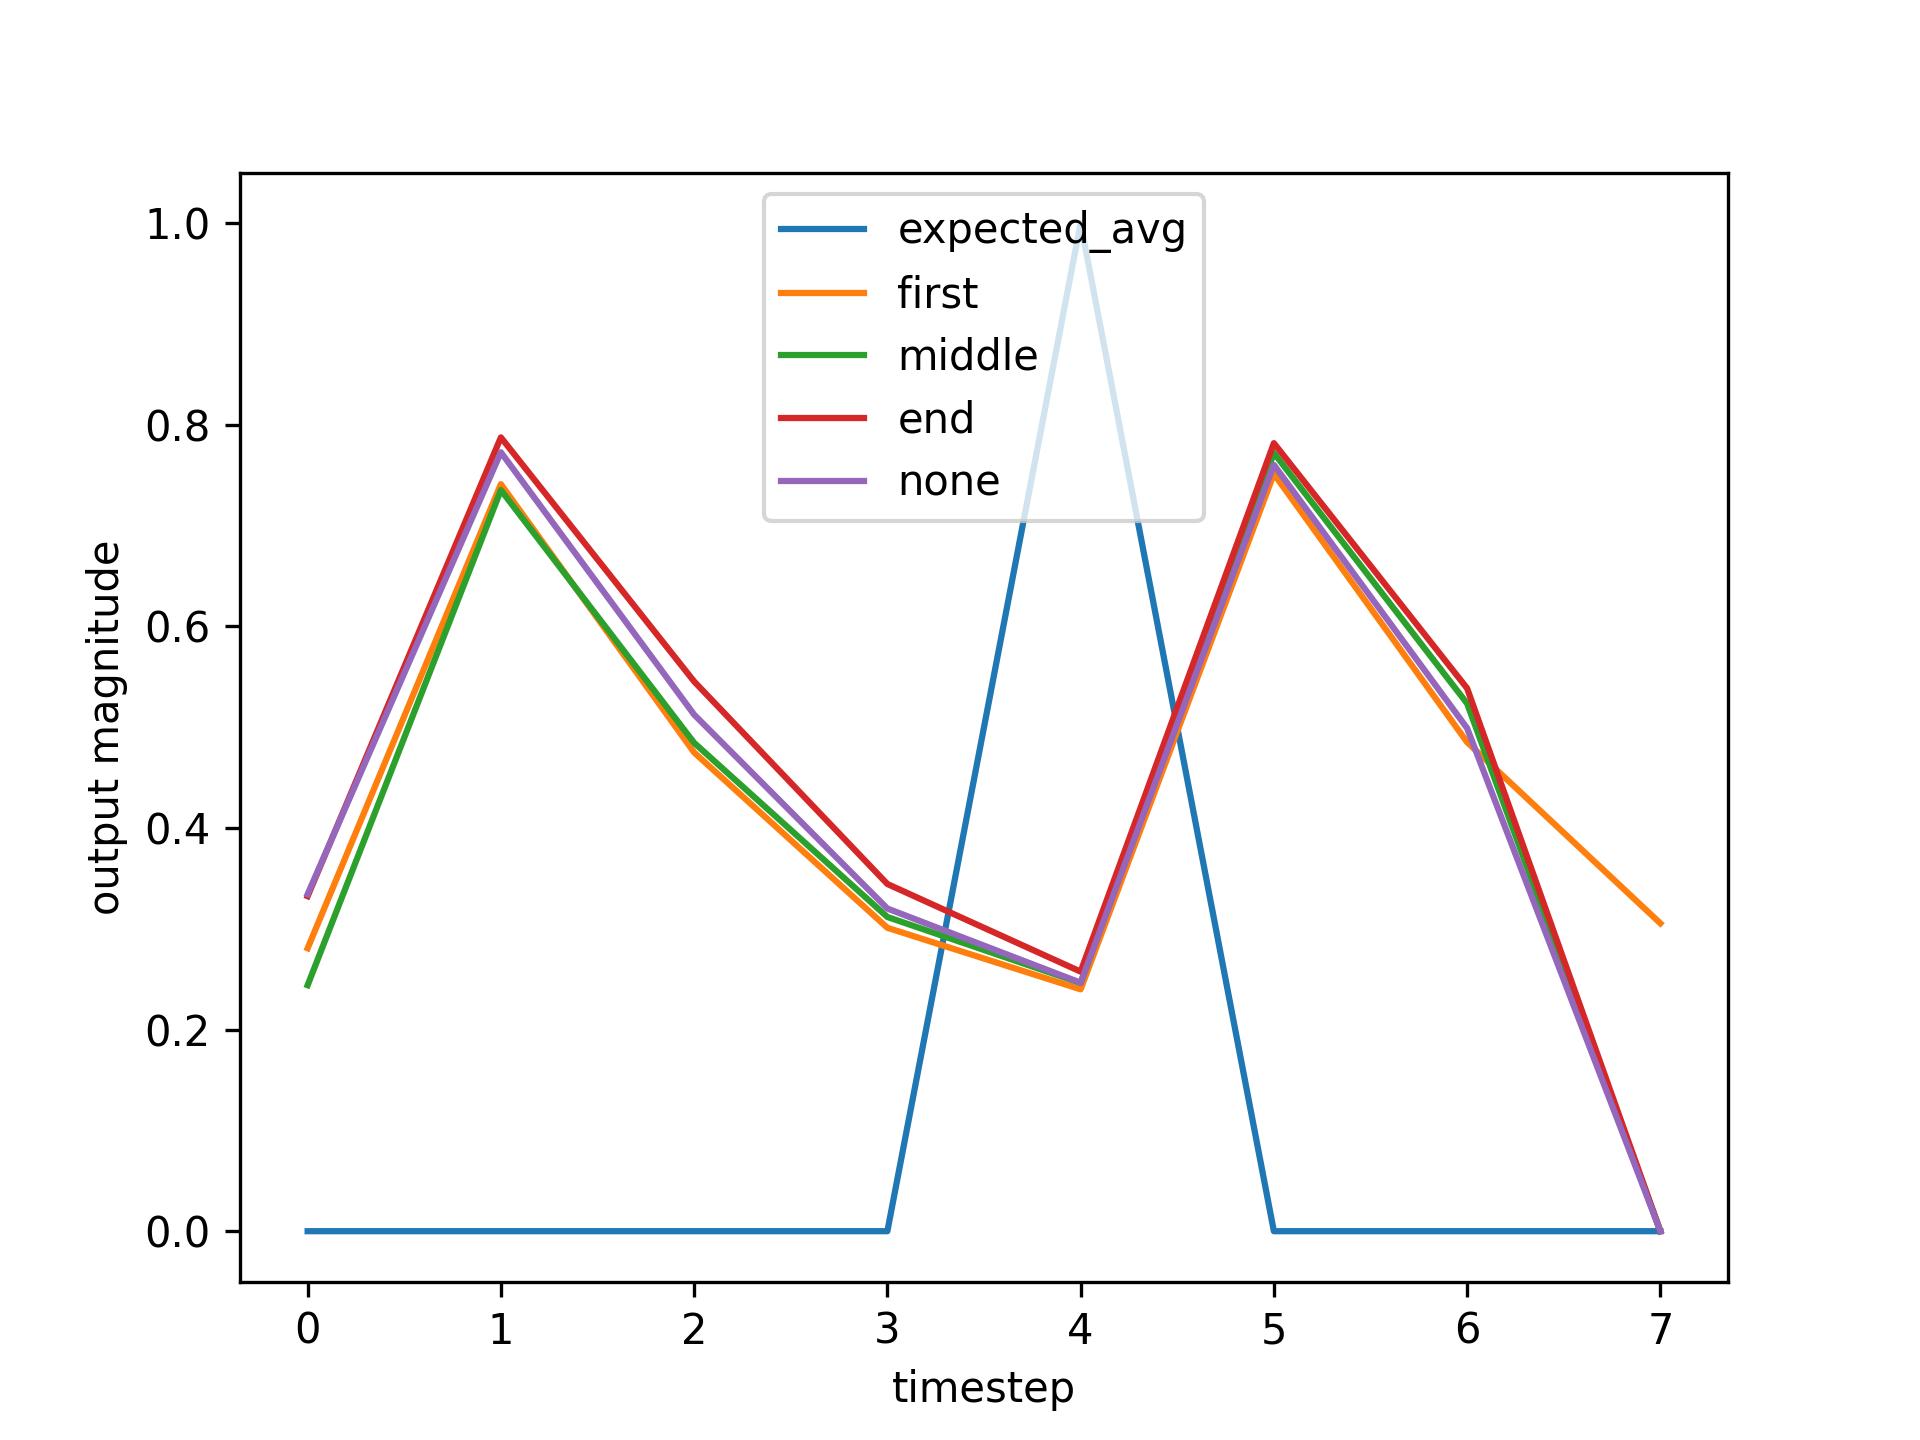 expected_avg
first
middle
end
none
output magnitude
1.0
0.8
0.6
0.4
0.2
0.0
0 1 2 3 4 5 6 7
timestep